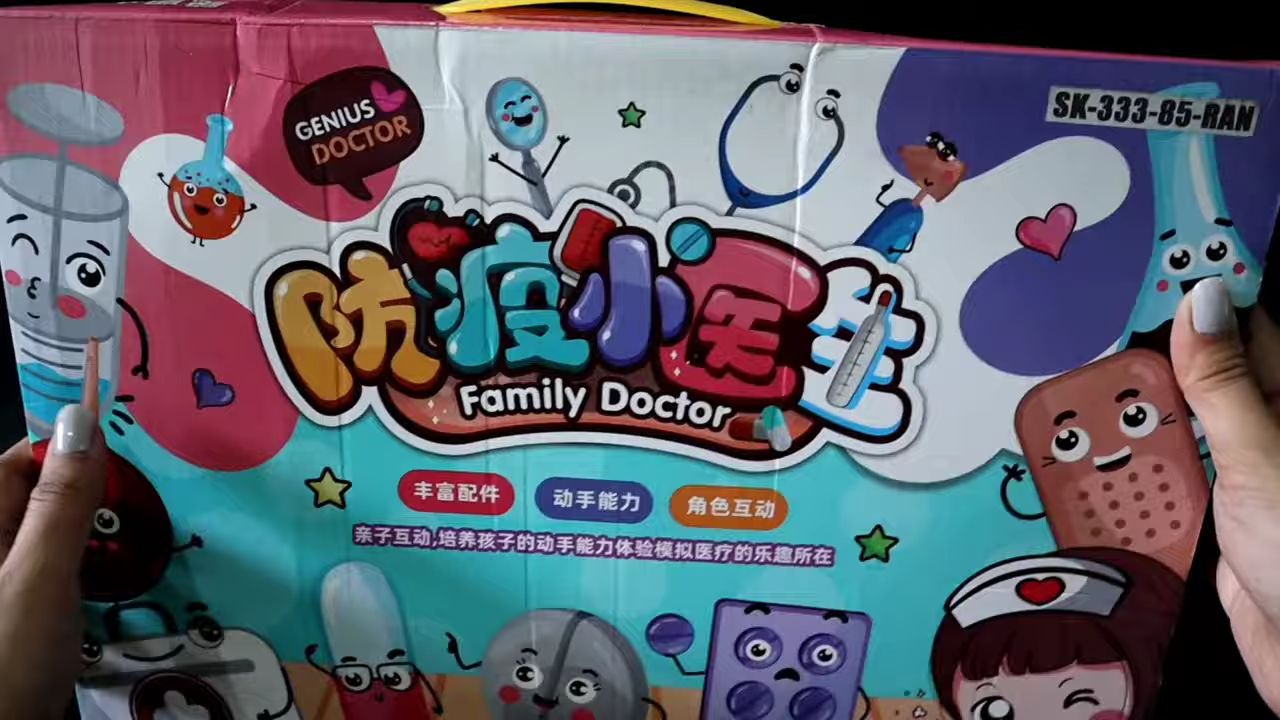 GENIUS
DOCTOR
SK-333-85-RAN
防疫小医生
Family Doctor
丰富配件
动手能力
角色互动
亲子互动,培养孩子的动手能力体验模拟医疗的乐趣所在